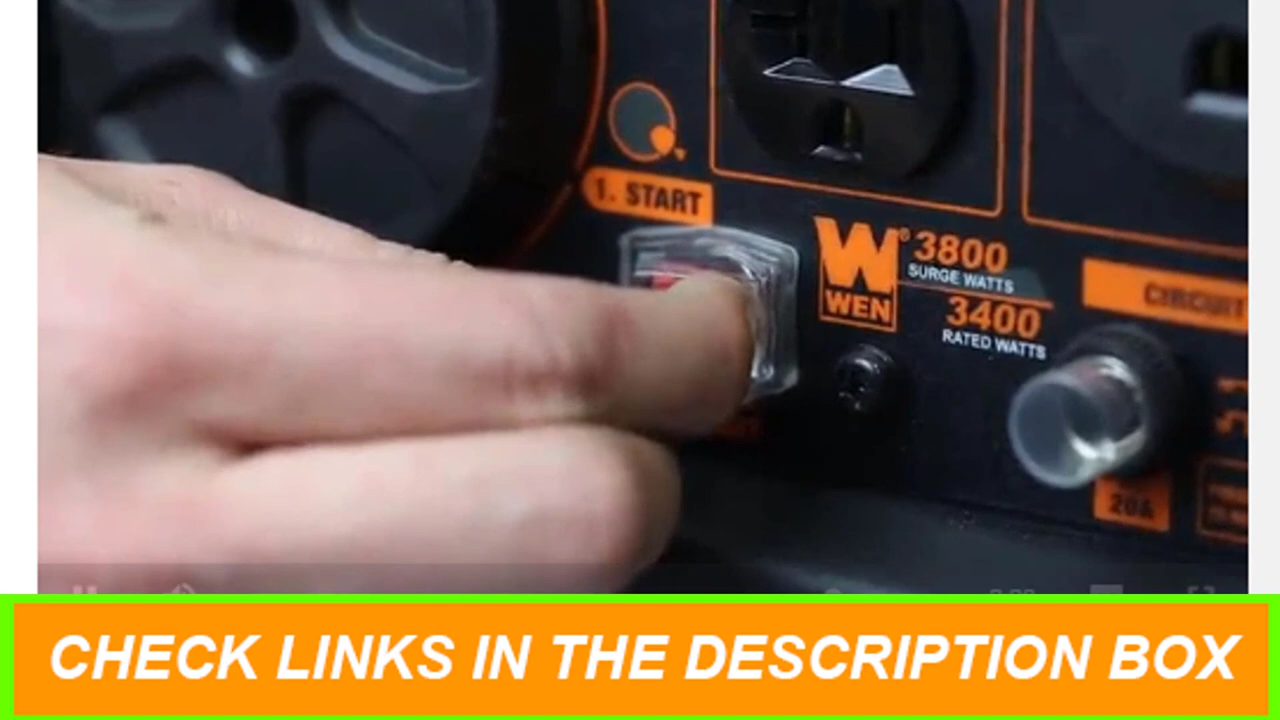 1. START
WEN®
3800
SURGE WATTS
3400
RATED WATTS
CIRCUIT
20A
CHECK LINKS IN THE DESCRIPTION BOX